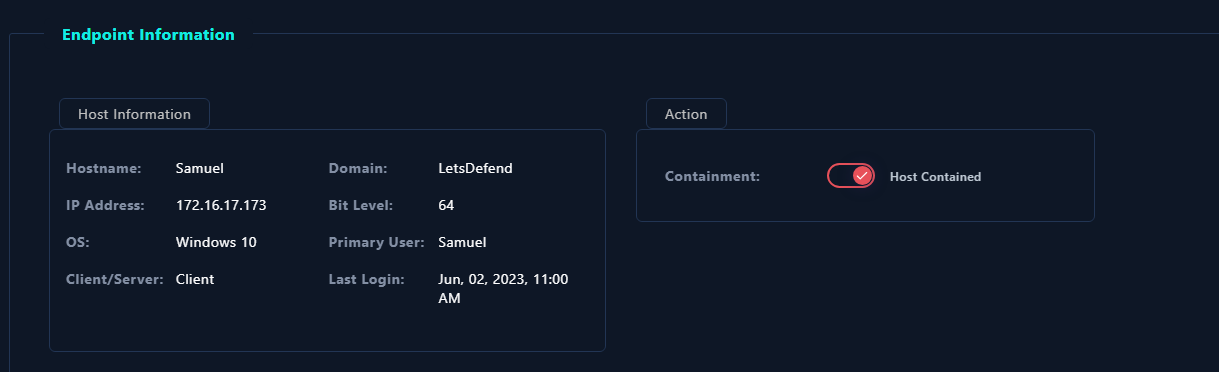 Endpoint Information
Host Information
Hostname: Samuel Domain: LetsDefend
IP Address: 172.16.17.173 Bit Level: 64
OS: Windows 10 Primary User: Samuel
Client/Server: Client Last Login: Jun, 02, 2023, 11:00
AM
Action
Containment: Host Contained